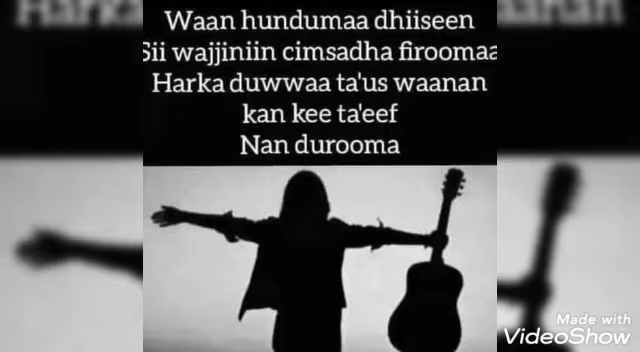 Waan hundumaa dhiiseen
Sii wajjiniin cimsadha firoomaa
Harka duwwaa ta'us waanan
kan kee ta'eef
Nan durooma
Made with
VideoShow